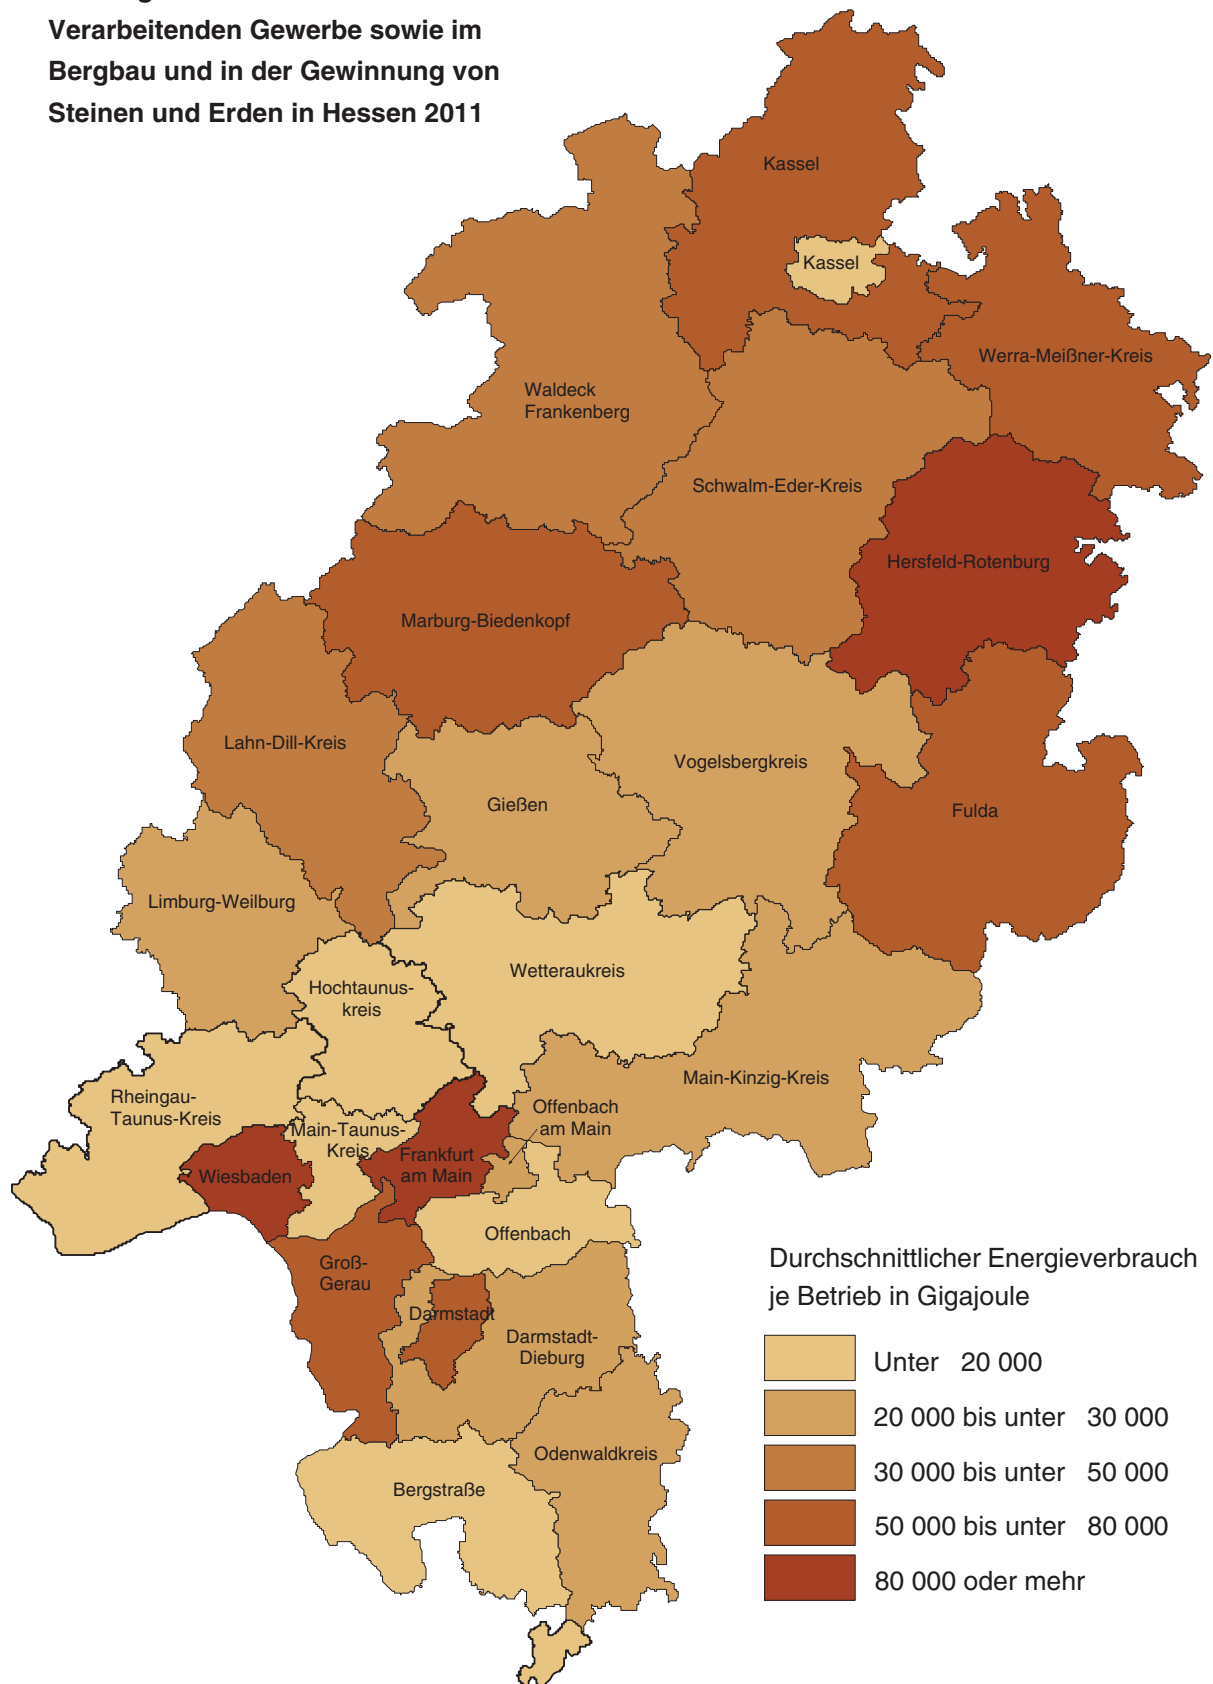 Verarbeitenden Gewerbe sowie im
Bergbau und in der Gewinnung von
Steinen und Erden in Hessen 2011
Kassel
Kassel
Werra-Meißner-Kreis
Waldeck
Frankenberg
Schwalm-Eder-Kreis
Hersfeld-Rotenburg
Marburg-Biedenkopf
Lahn-Dill-Kreis
Vogelsbergkreis
Gießen
Fulda
Limburg-Weilburg
Wetteraukreis
Hochtaunus-
kreis
Main-Kinzig-Kreis
Rheingau-
Taunus-Kreis
Offenbach
am Main
Main-Taunus-
Kreis
Frankfurt
am Main
Wiesbaden
Offenbach
Groß-
Gerau
Darmstadt
Darmstadt-
Dieburg
Odenwaldkreis
Bergstraße
Durchschnittlicher Energieverbrauch
je Betrieb in Gigajoule
Unter 20 000
20 000 bis unter 30 000
30 000 bis unter 50 000
50 000 bis unter 80 000
80 000 oder mehr